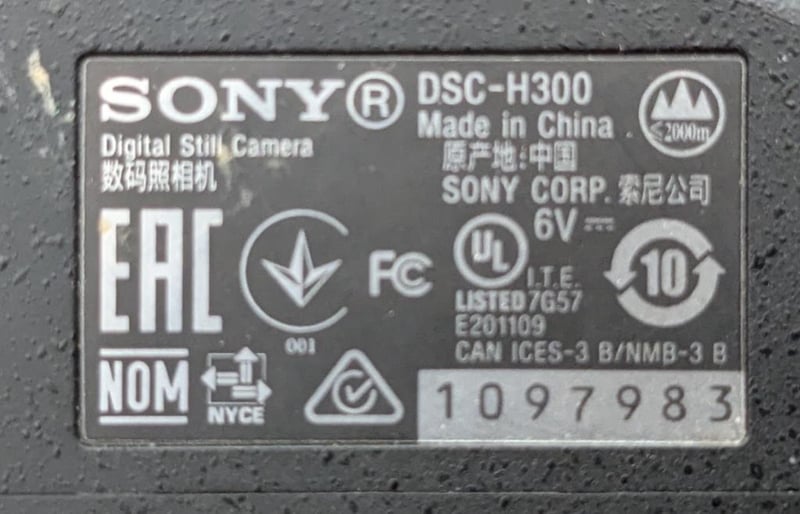 SONY®
DSC-H300
≤2000m
Made in China
Digital Still Camera
数码照相机
原产地:中国
SONY CORP. 索尼公司
EAC
001
FC
UL
6V⎓
I.T.E.
LISTED 7G57
E201109
10
CAN ICES-3 B/NMB-3 B
NOM
NYCE
1097983